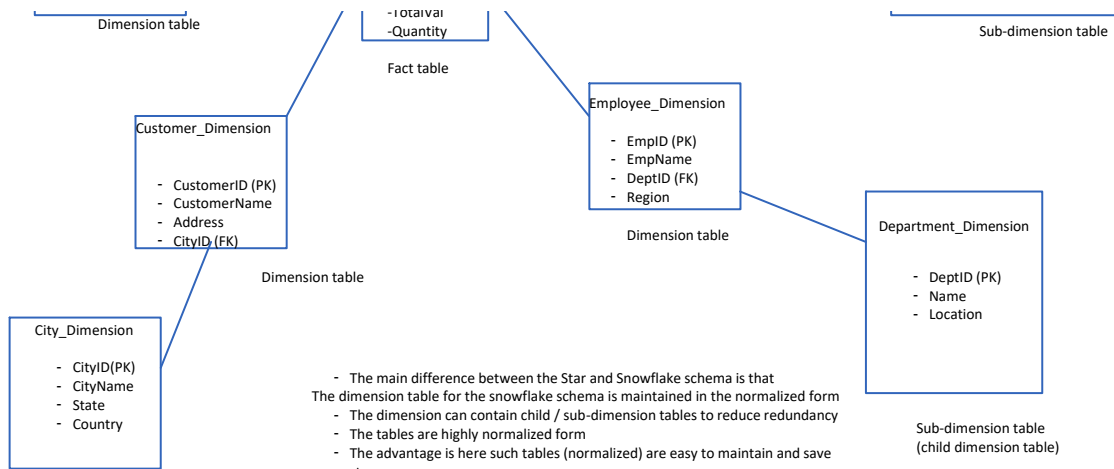 -TotalVal
-Quantity
Dimension table
Sub-dimension table
Fact table
Employee_Dimension
- EmpID (PK)
- EmpName
- DeptID (FK)
- Region
Customer_Dimension
- CustomerID (PK)
- CustomerName
- Address
- CityID (FK)
Dimension table
Department_Dimension
- DeptID (PK)
- Name
- Location
Dimension table
City_Dimension
- CityID(PK)
- CityName
- State
- Country
- The main difference between the Star and Snowflake schema is that
The dimension table for the snowflake schema is maintained in the normalized form
- The dimension can contain child / sub-dimension tables to reduce redundancy
- The tables are highly normalized form
- The advantage is here such tables (normalized) are easy to maintain and save
Sub-dimension table
(child dimension table)